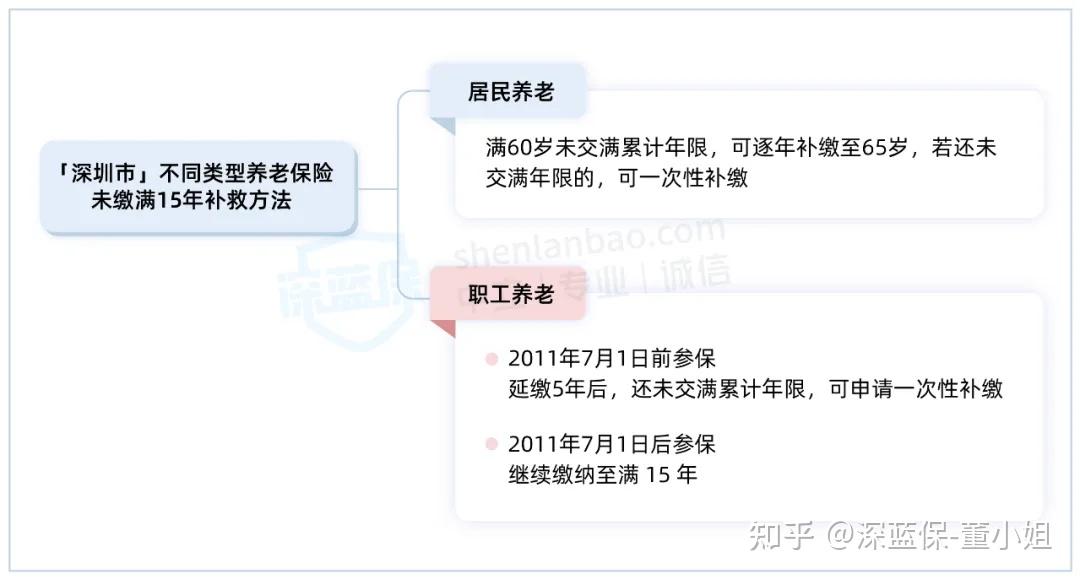 「深圳市」不同类型养老保险
未缴满15年补救方法
居民养老
满60岁未交满累计年限，可逐年补缴至65岁，若还未
交满年限的，可一次性补缴
shenlanbao.com
深蓝保
专业 | 诚信
职工养老
2011年7月1日前参保
延缴5年后，还未交满累计年限，可申请一次性补缴
2011年7月1日后参保
继续缴纳至满 15 年
知乎 @深蓝保-董小姐